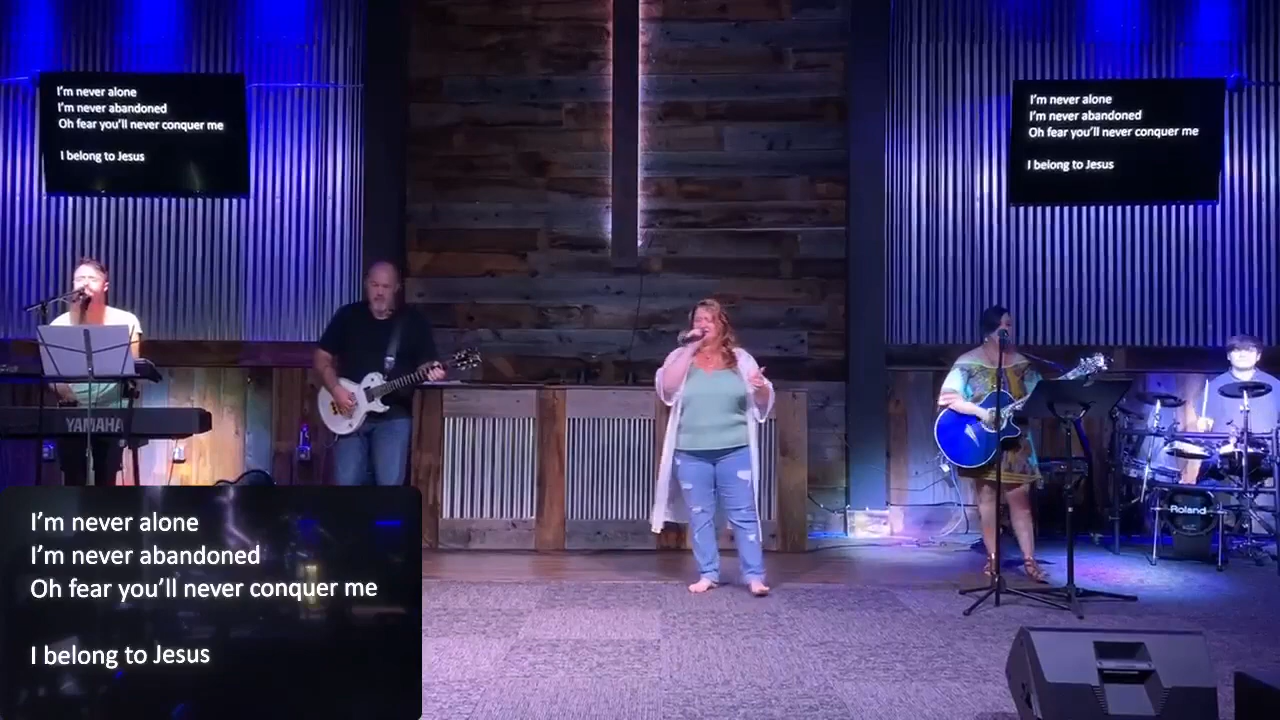 I'm never alone
I'm never abandoned
Oh fear you'll never conquer me
I belong to Jesus
I'm never alone
I'm never abandoned
Oh fear you'll never conquer me
I belong to Jesus
YAMAHA
Roland
I'm never alone
I'm never abandoned
Oh fear you'll never conquer me
I belong to Jesus